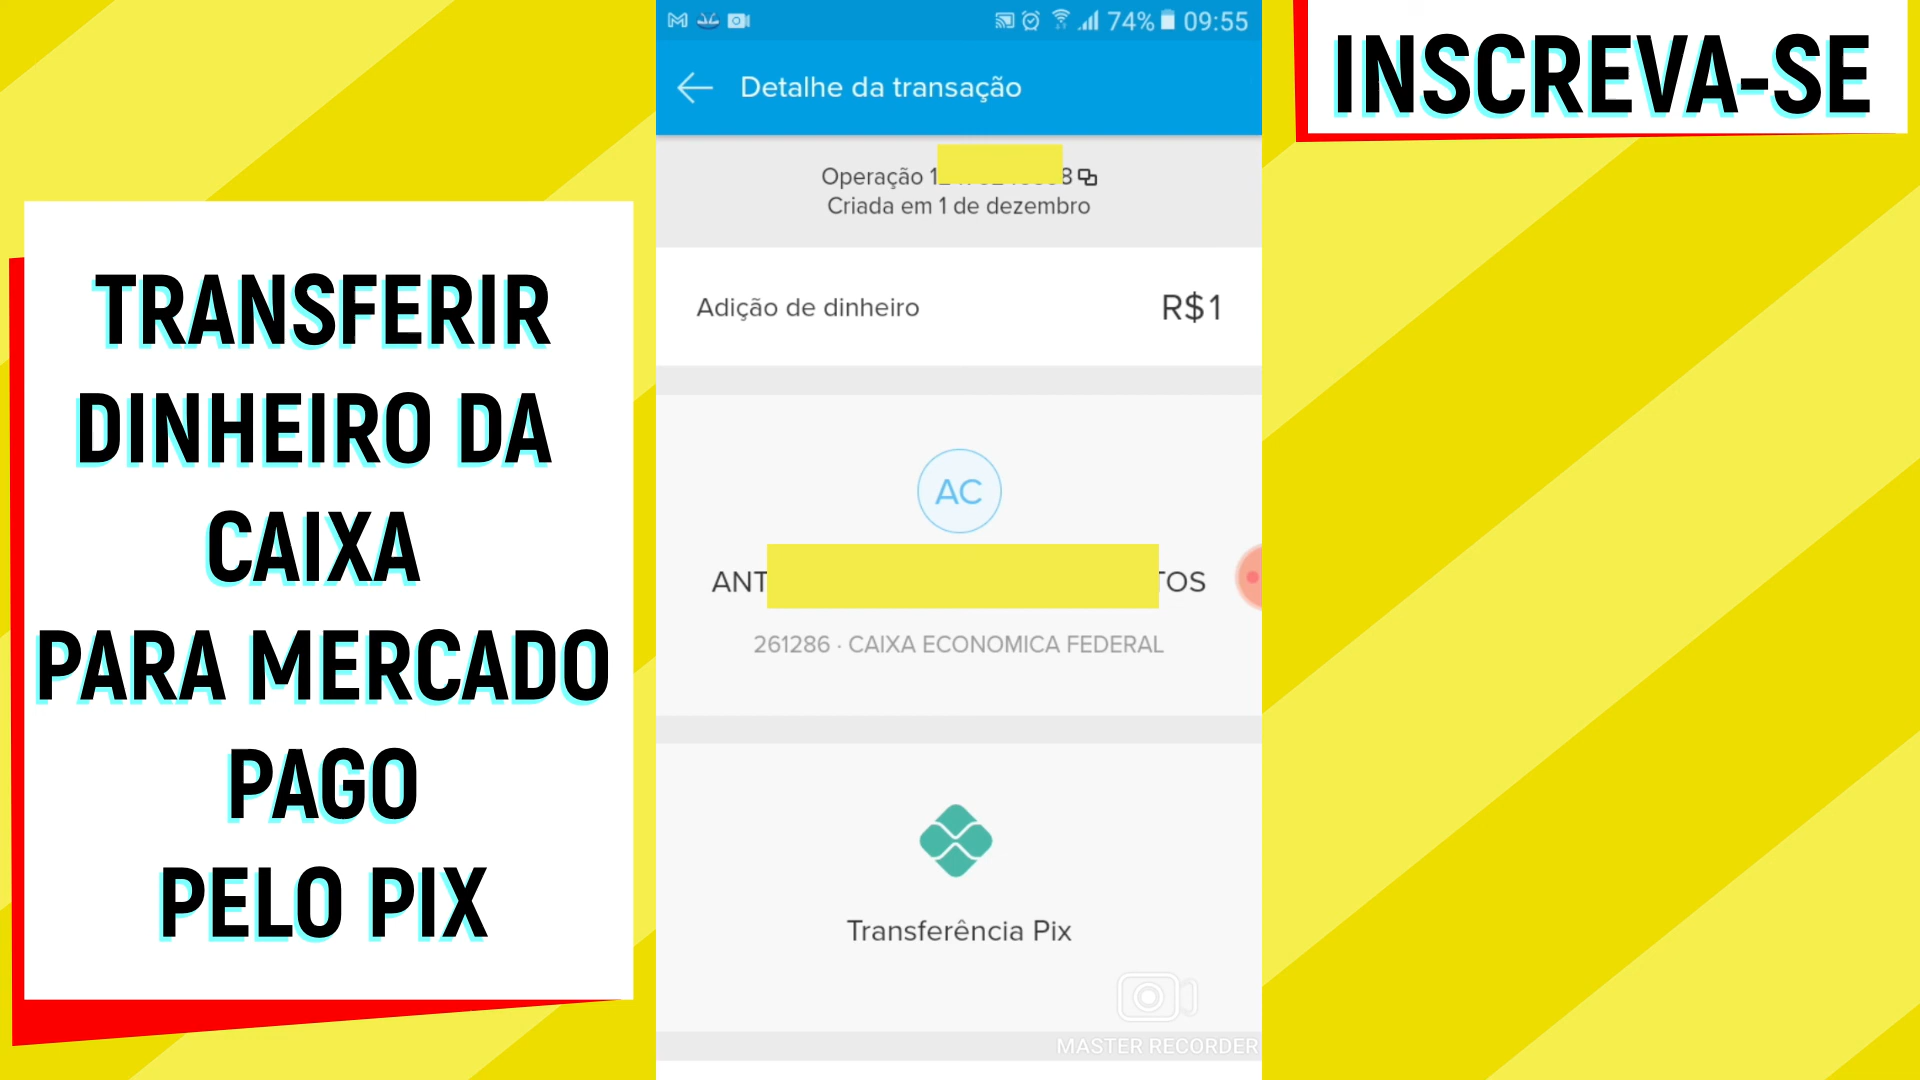 TRANSFERIR
DINHEIRO DA
CAIXA
PARA MERCADO
PAGO
PELO PIX
74% 09:55
Detalhe da transação
Operação
Criada em 1 de dezembro
Adição de dinheiro R$1
AC
ANT TOS
261286 · CAIXA ECONOMICA FEDERAL
Transferência Pix
MASTER RECORDER
INSCREVA-SE